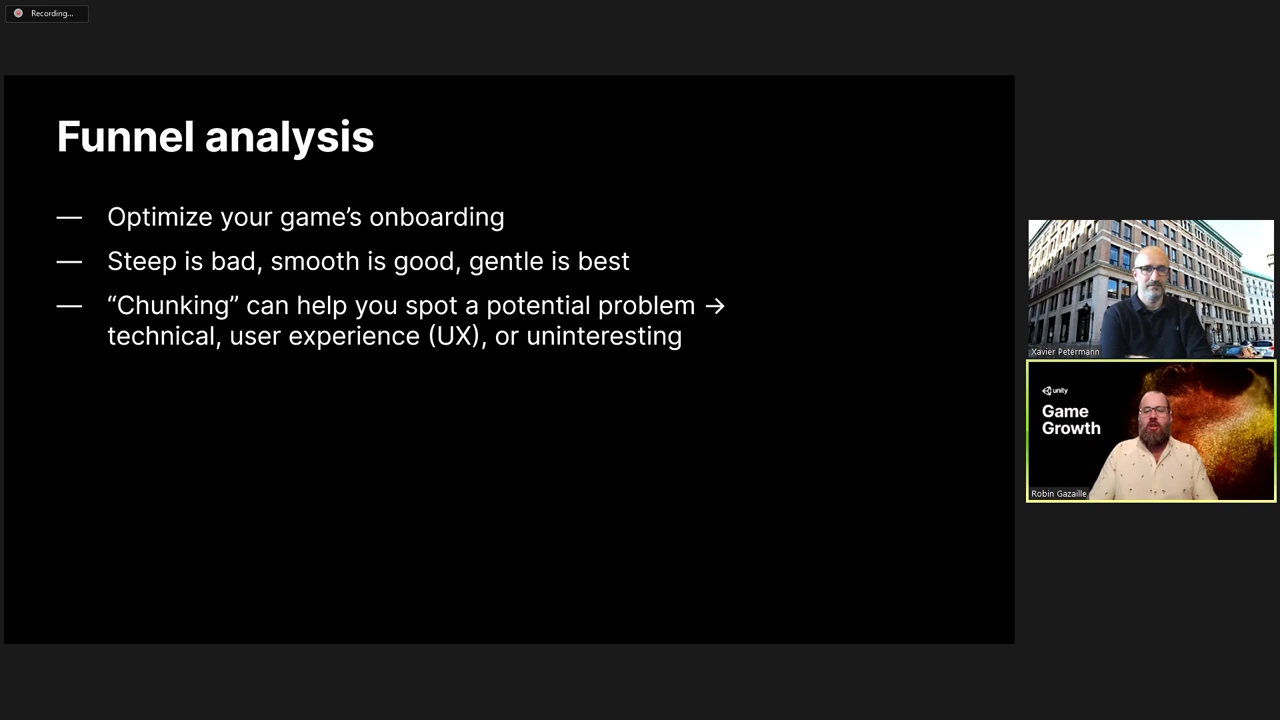 Recording...
Funnel analysis
— Optimize your game’s onboarding
— Steep is bad, smooth is good, gentle is best
— “Chunking” can help you spot a potential problem →
technical, user experience (UX), or uninteresting
Xavier Petermann
unity
Game
Growth
Robin Gazaille